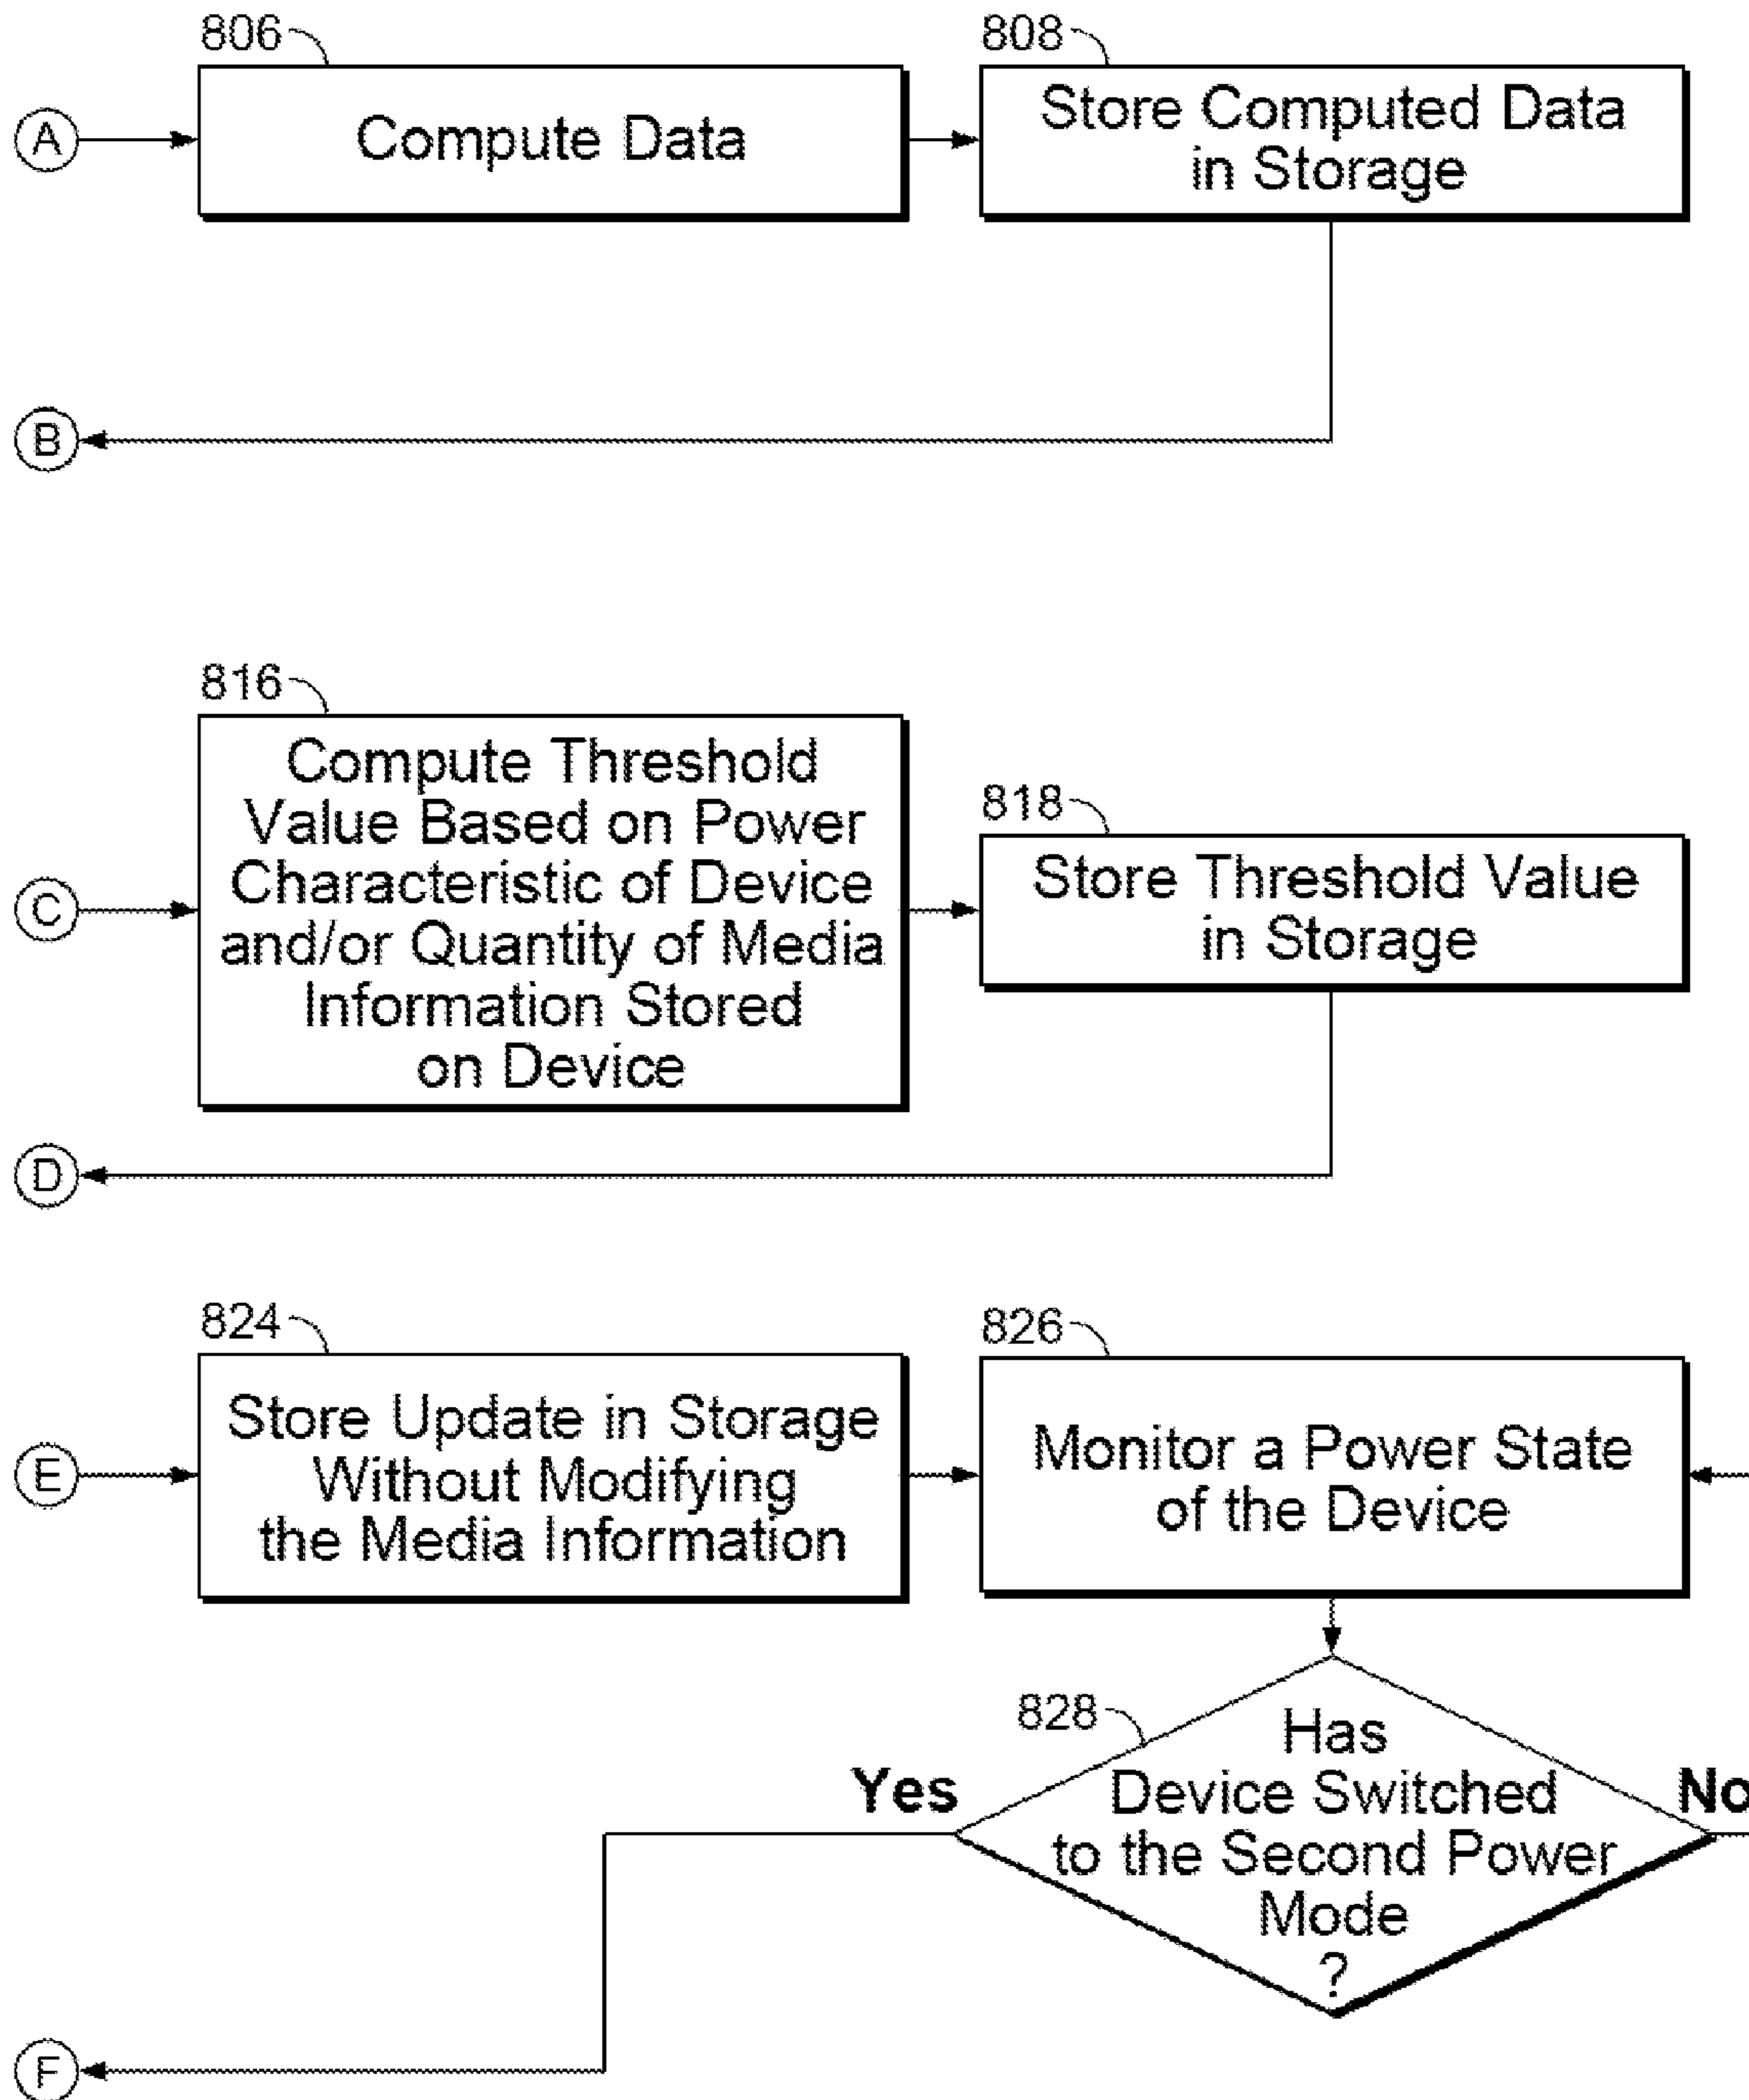 806
808
A
Compute Data
Store Computed Data
in Storage
B
816
Compute Threshold
Value Based on Power
Characteristic of Device
and/or Quantity of Media
Information Stored
on Device
818
Store Threshold Value
in Storage
C
D
824
826
E
Store Update in Storage
Without Modifying
the Media Information
Monitor a Power State
of the Device
828
Yes
Has
Device Switched
to the Second Power
Mode
?
No
F